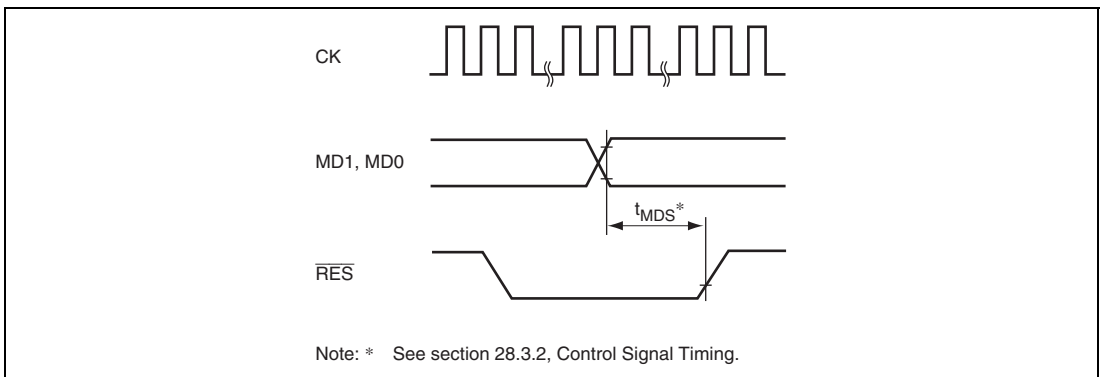 CK
MD1, MD0
tMDS*
RES
Note: * See section 28.3.2, Control Signal Timing.